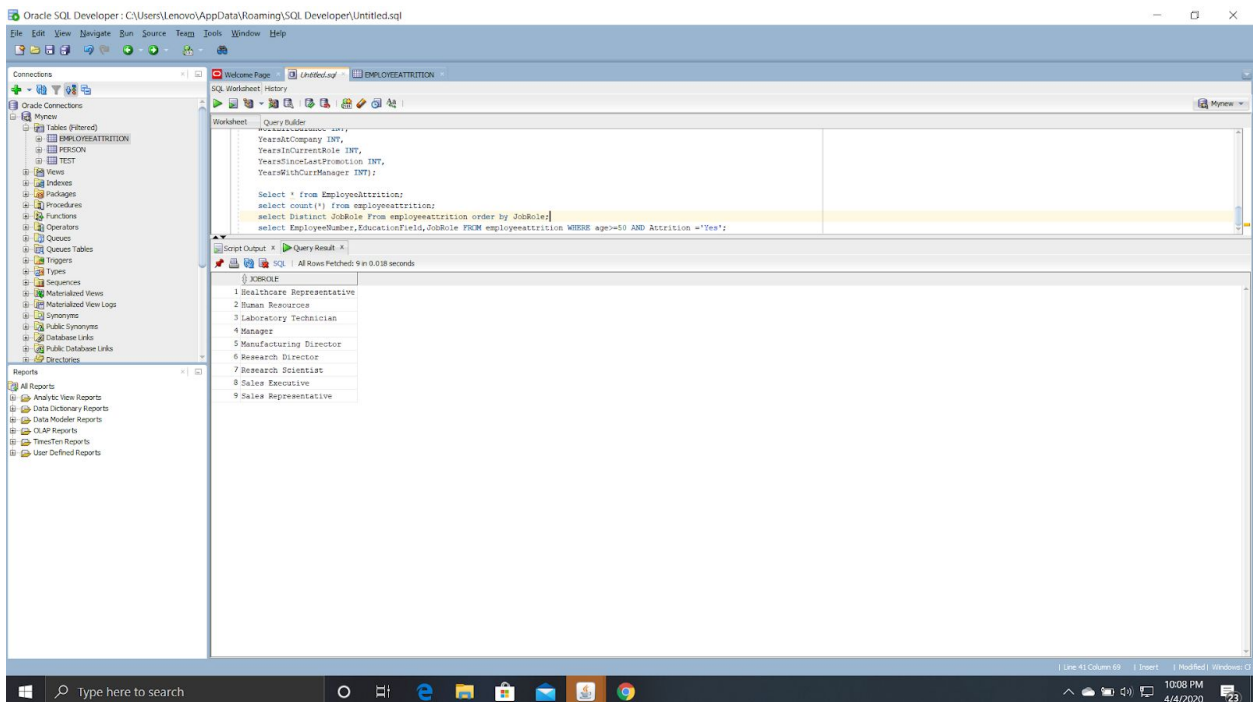 Oracle SQL Developer : C:\Users\Lenovo\AppData\Roaming\SQL Developer\Untitled.sql
File Edit View Navigate Run Source Team Tools Window Help
Connections
Oracle Connections
Mynew
Tables (Filtered)
EMPLOYEEATTRITION
PERSON
TEST
Views
Indexes
Packages
Procedures
Functions
Operators
Queues
Queues Tables
Triggers
Types
Sequences
Materialized Views
Materialized View Logs
Synonyms
Public Synonyms
Database Links
Public Database Links
Directories
Reports
All Reports
Analytic View Reports
Data Dictionary Reports
Data Modeler Reports
OLAP Reports
TimesTen Reports
User Defined Reports
Welcome Page Untitled.sql EMPLOYEEATTRITION
SQL Worksheet History
Mynew
Worksheet Query Builder
WorkLifeBalance INT,
YearsAtCompany INT,
YearsInCurrentRole INT,
YearsSinceLastPromotion INT,
YearsWithCurrManager INT);
Select * from EmployeeAttrition;
select count(*) from employeeattrition;
select Distinct JobRole From employeeattrition order by JobRole;
select EmployeeNumber,EducationField,JobRole FROM employeeattrition WHERE age>=50 AND Attrition ='Yes';
Script Output × Query Result ×
SQL | All Rows Fetched: 9 in 0.018 seconds
JOBROLE
1 Healthcare Representative
2 Human Resources
3 Laboratory Technician
4 Manager
5 Manufacturing Director
6 Research Director
7 Research Scientist
8 Sales Executive
9 Sales Representative
| Line 41 Column 69 | Insert | Modified | Windows: C
Type here to search
10:08 PM
4/4/2020
23